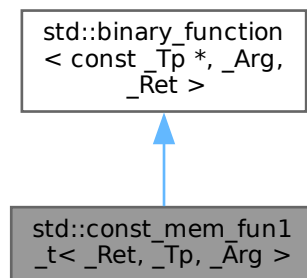 std::binary_function
< const _Tp *, _Arg,
_Ret >
std::const_mem_fun1
_t< _Ret, _Tp, _Arg >